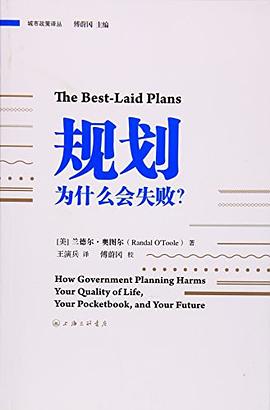 城市政策译丛 傅蔚冈 主编
The Best-Laid Plans
规划
为什么会失败?
[美] 兰德尔·奥图尔 (Randal O'Toole) 著
王演兵 译 傅蔚冈 校
How Government Planning Harms
Your Quality of Life,
Your Pocketbook, and Your Future
上海三联书店